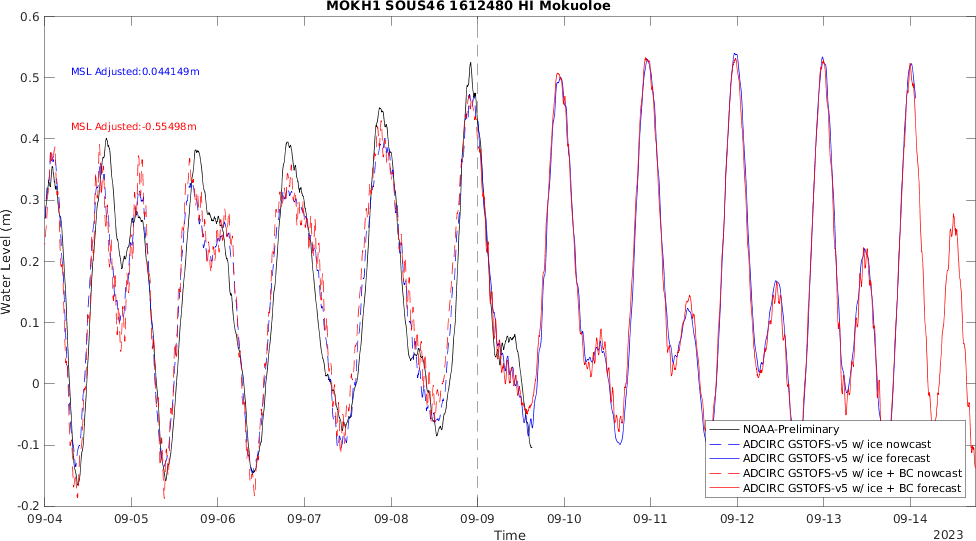 MOKH1 SOUS46 1612480 HI Mokuoloe
0.6
0.5
0.4
0.3
0.2
0.1
0
-0.1
-0.2
Water Level (m)
MSL Adjusted:0.044149m
MSL Adjusted:-0.55498m
NOAA-Preliminary
ADCIRC GSTOFS-v5 w/ ice nowcast
ADCIRC GSTOFS-v5 w/ ice forecast
ADCIRC GSTOFS-v5 w/ ice + BC nowcast
ADCIRC GSTOFS-v5 w/ ice + BC forecast
09-04 09-05 09-06 09-07 09-08 09-09 09-10 09-11 09-12 09-13 09-14
Time
2023